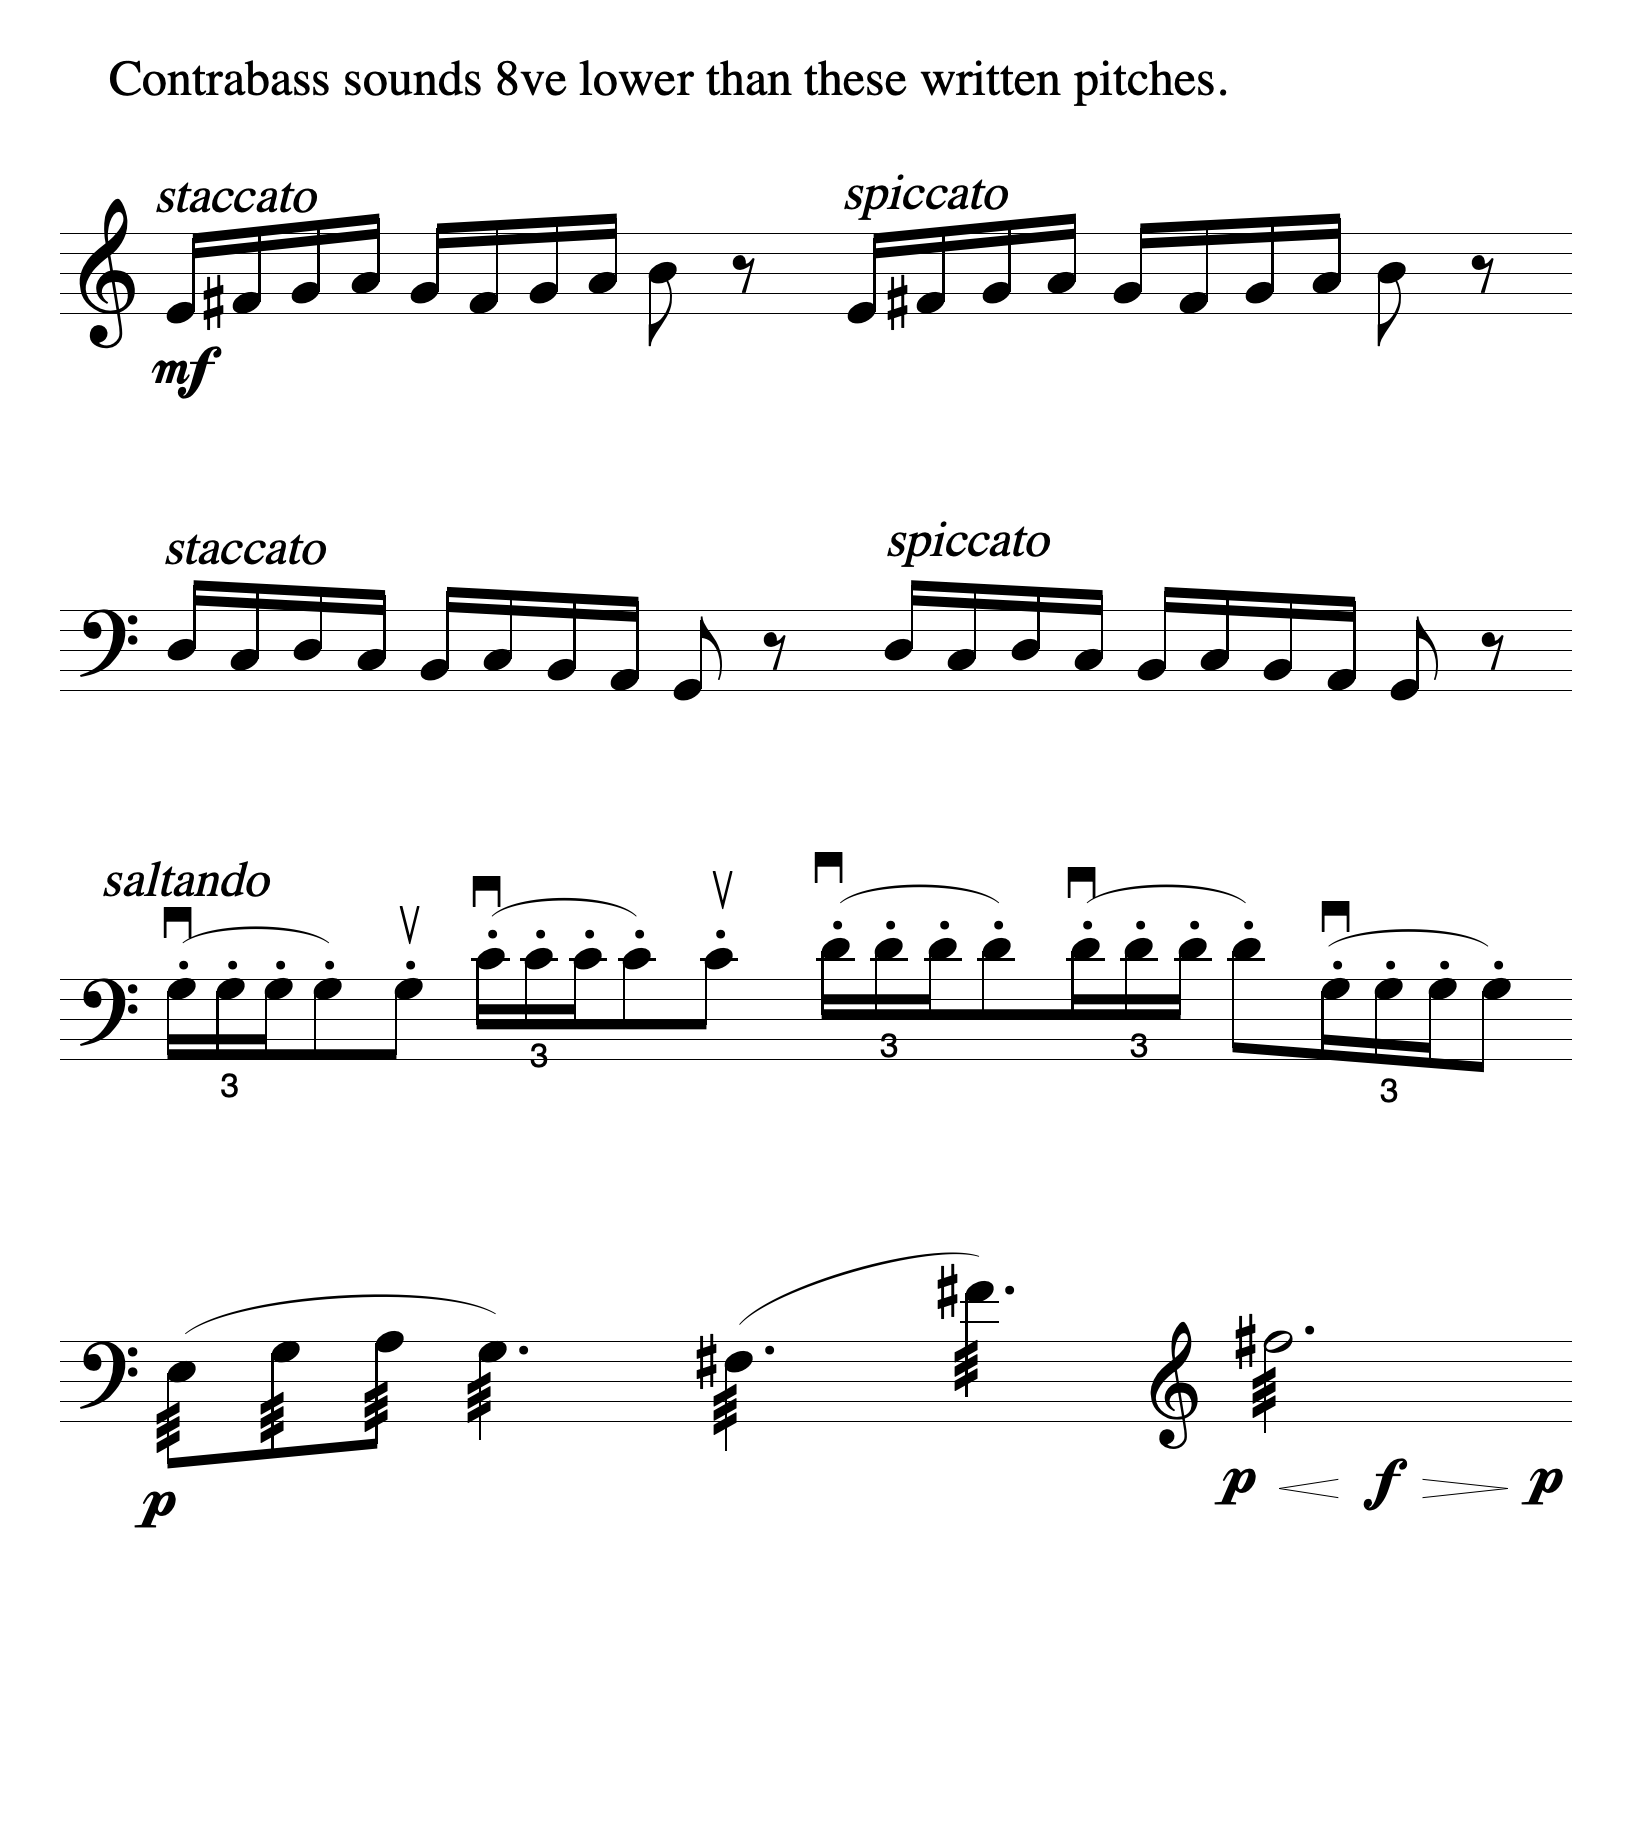 Contrabass sounds 8ve lower than these written pitches.
staccato spiccato
mf
staccato spiccato
saltando
3 3 3 3 3
p
p f p